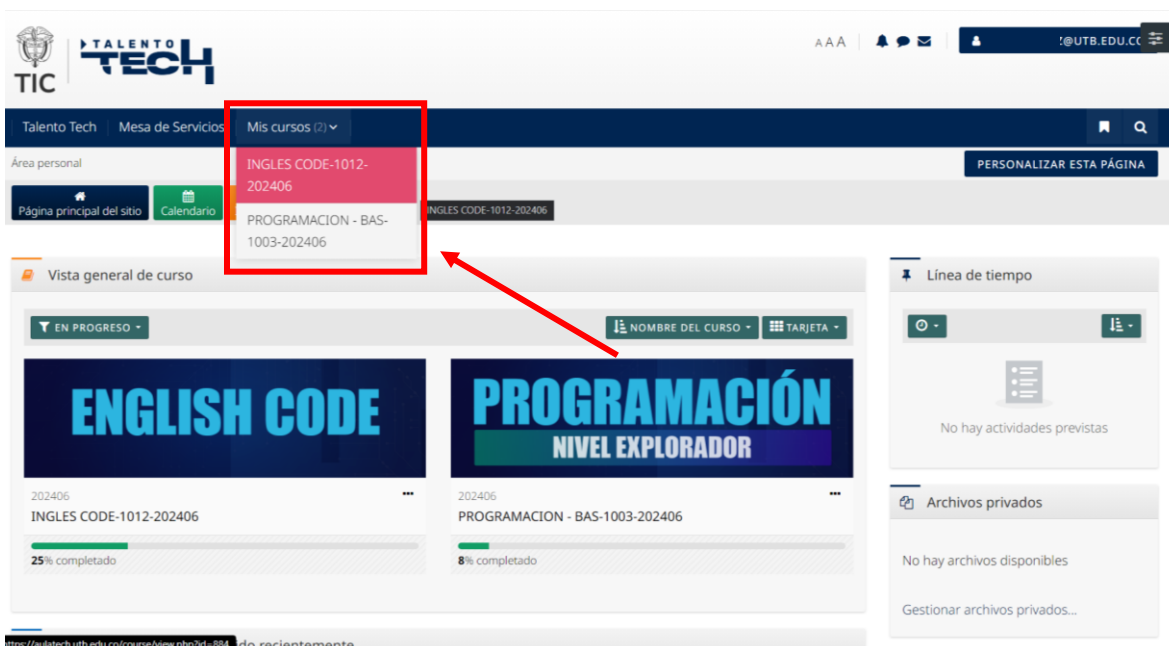 TIC
TALENTO
TECH
AAA
@UTB.EDU.CO
Talento Tech
Mesa de Servicios
Mis cursos (2)
INGLES CODE-1012-
202406
PROGRAMACION - BAS-
1003-202406
Área personal
PERSONALIZAR ESTA PÁGINA
Página principal del sitio
Calendario
INGLES CODE-1012-202406
Vista general de curso
EN PROGRESO
NOMBRE DEL CURSO
TARJETA
ENGLISH CODE
202406
INGLES CODE-1012-202406
25% completado
PROGRAMACIÓN
NIVEL EXPLORADOR
202406
PROGRAMACION - BAS-1003-202406
8% completado
Línea de tiempo
No hay actividades previstas
Archivos privados
No hay archivos disponibles
Gestionar archivos privados...
https://aulatech.utb.edu.co/course/view.php?id=884
recientemente